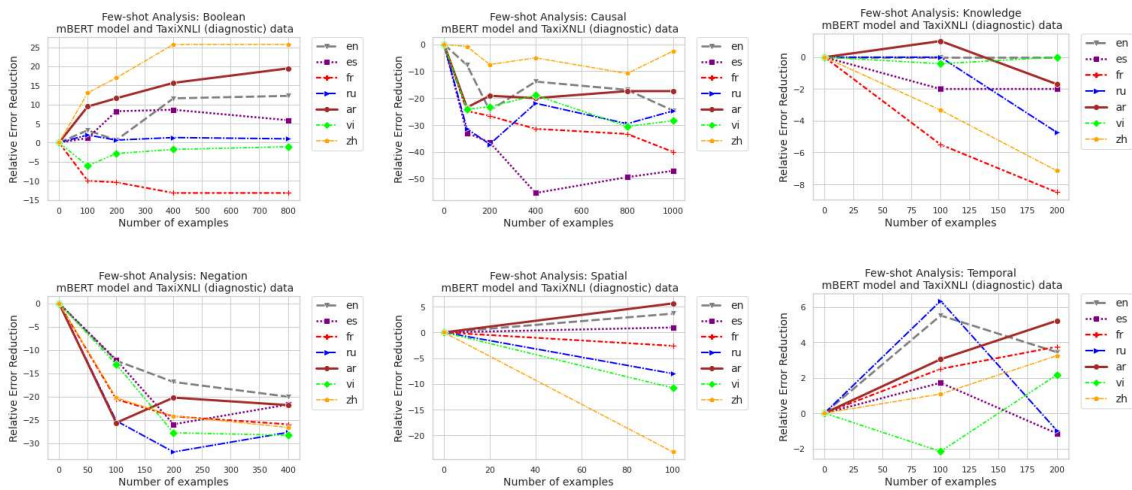 Few-shot Analysis: Boolean
mBERT model and TaxiXNLI (diagnostic) data
Relative Error Reduction
25
20
15
10
5
0
−5
−10
−15
0 100 200 300 400 500 600 700 800
Number of examples
en
es
fr
ru
ar
vi
zh
Few-shot Analysis: Causal
mBERT model and TaxiXNLI (diagnostic) data
Relative Error Reduction
0
−10
−20
−30
−40
−50
0 200 40 600 800 1000
Number of examples
en
es
fr
ru
ar
vi
zh
Few-shot Analysis: Knowledge
mBERT model and TaxiXNLI (diagnostic) data
Relative Error Reduction
0
−2
−4
−6
−8
0 25 50 75 100 125 150 175 200
Number of examples
en
es
fr
ru
ar
vi
zh
Few-shot Analysis: Negation
mBERT model and TaxiXNLI (diagnostic) data
Relative Error Reduction
0
−5
−10
−15
−20
−25
−30
0 50 100 150 200 250 300 350 400
Number of examples
en
es
fr
ru
ar
vi
zh
Few-shot Analysis: Spatial
mBERT model and TaxiXNLI (diagnostic) data
Relative Error Reduction
5
0
−5
−10
−15
−20
0 20 40 60 80 100
Number of examples
en
es
fr
ru
ar
vi
zh
Few-shot Analysis: Temporal
mBERT model and TaxiXNLI (diagnostic) data
Relative Error Reduction
6
4
2
0
−2
0 25 50 75 100 125 150 175 200
Number of examples
en
es
fr
ru
ar
vi
zh